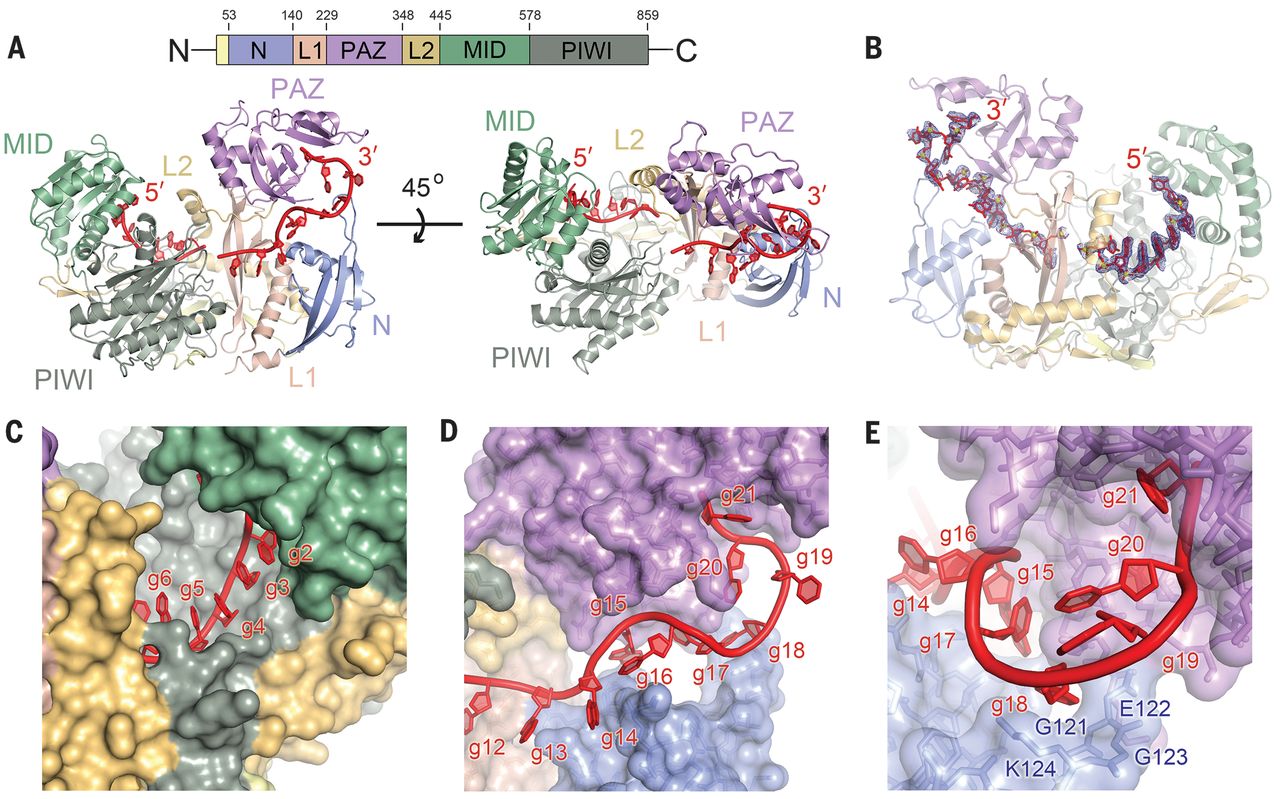 A
53 140 229 348 445 578 859
N N L1 PAZ L2 MID PIWI C
PAZ
MID
L2
3′
5′
N
PIWI
L1
45°
MID
5′
L2
PAZ
3′
N
L1
PIWI
B
3′
5′
C
g6
g5
g2
g3
g4
D
g21
g20
g19
g15
g18
g16
g17
g14
g12
g13
E
g21
g16
g20
g15
g14
g17
g19
g18
G121
E122
G123
K124